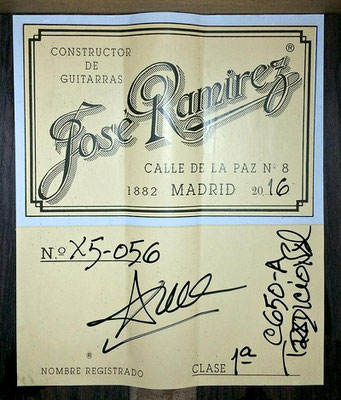 CONSTRUCTOR
DE
GUITARRAS
®
José Ramírez
CALLE DE LA PAZ Nº 8
1882 MADRID 2016
N.º X5-056
®
NOMBRE REGISTRADO
CLASE 1ª
C650-A
TRADICIONAL